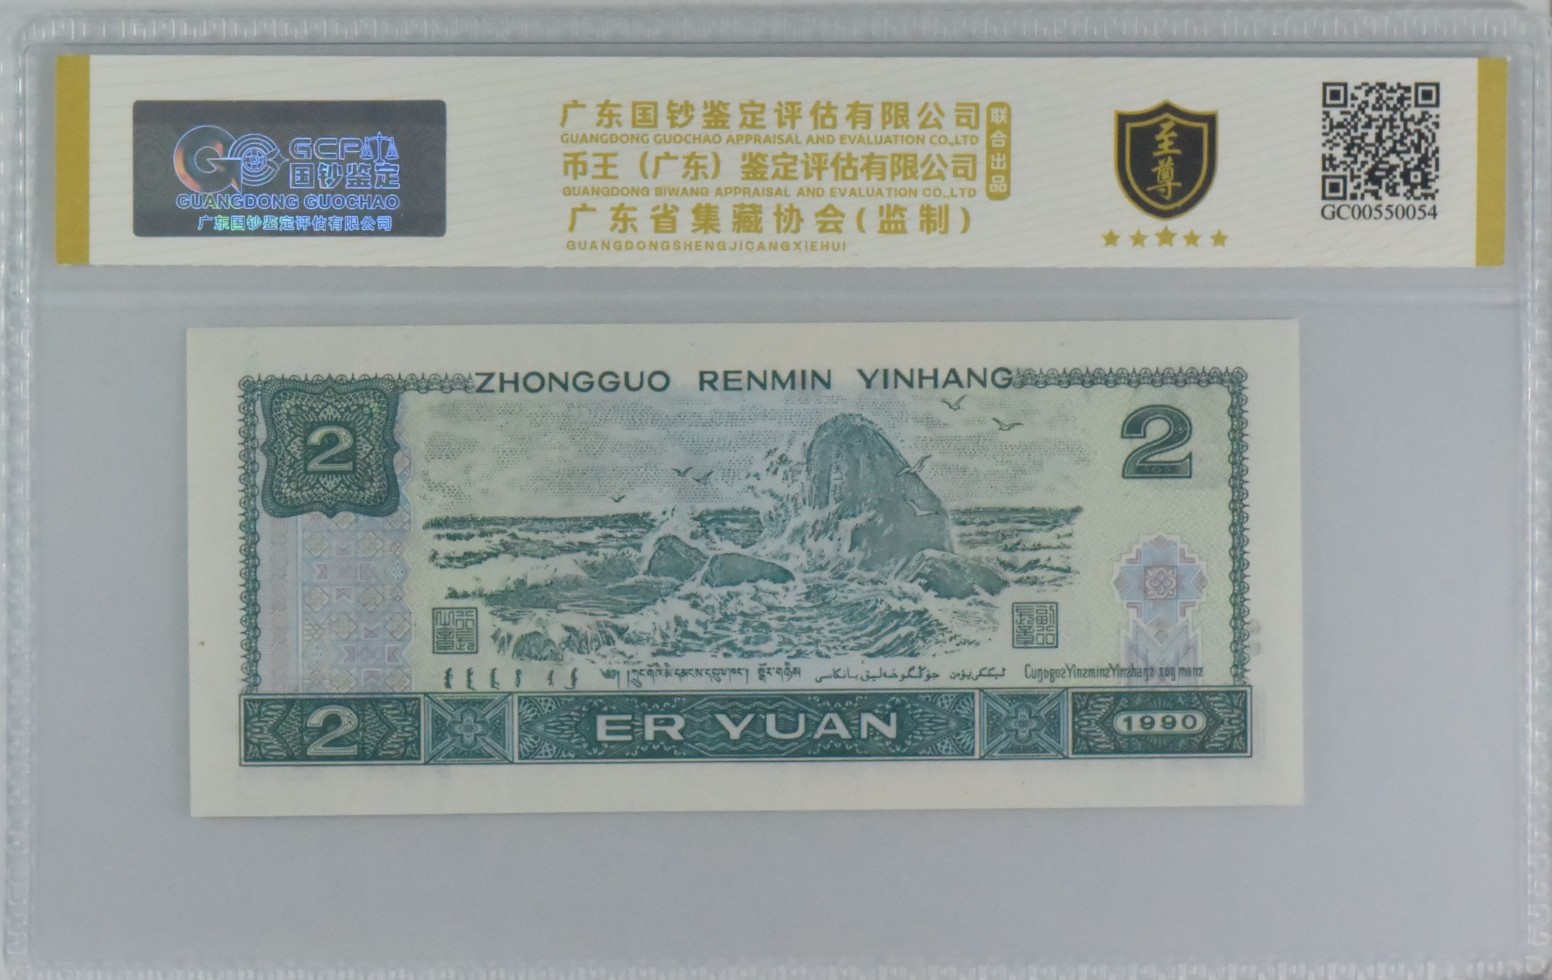 GCP
国钞鉴定
GUANGDONG GUOCHAO
广东国钞鉴定评估有限公司
广东国钞鉴定评估有限公司
GUANGDONG GUOCHAO APPRAISAL AND EVALUATION CO.,LTD
币王（广东）鉴定评估有限公司
GUANGDONG BIWANG APPRAISAL AND EVALUATION CO.,LTD
广东省集藏协会(监制)
GUANGDONGSHENGJICANGXIEHUI
联合出品
至尊
GC00550054
ZHONGGUO RENMIN YINHANG
2
2
2 ER YUAN 1990